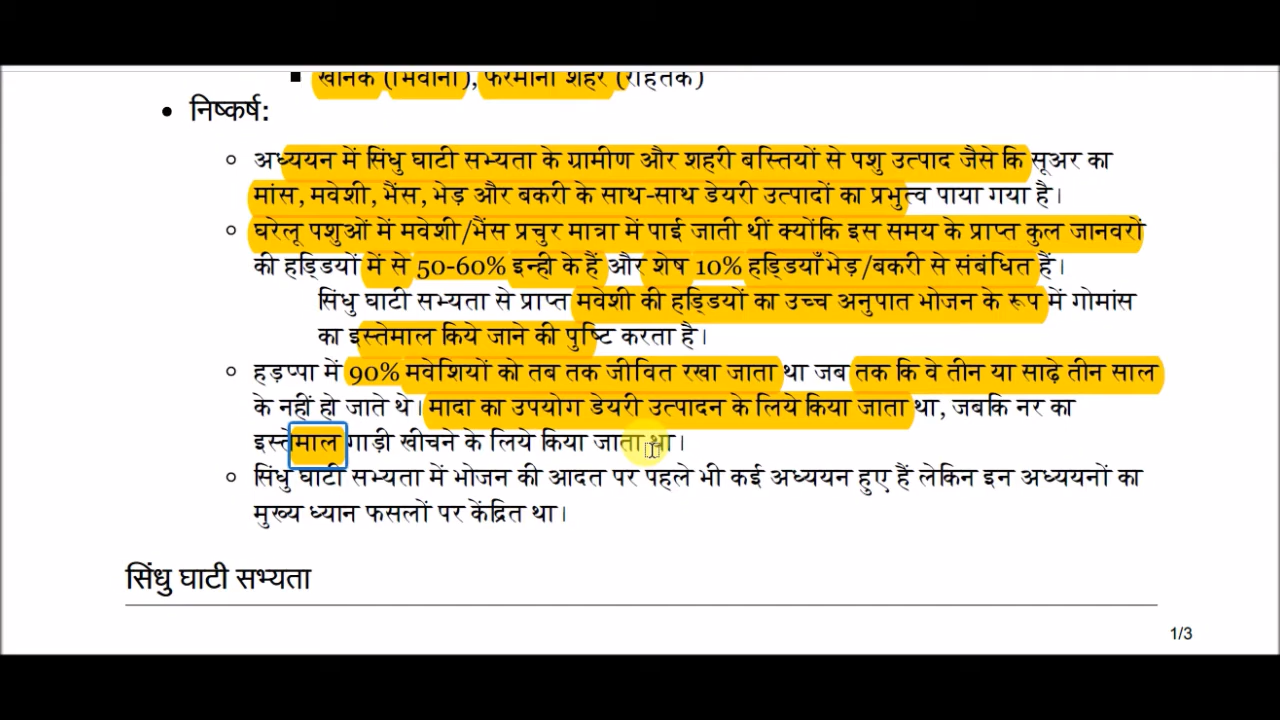 ▪ खानक (भिवानी), फरमाना शहर (रोहतक)
• निष्कर्ष:
○ अध्ययन में सिंधु घाटी सभ्यता के ग्रामीण और शहरी बस्तियों से पशु उत्पाद जैसे कि सूअर का
मांस, मवेशी, भैंस, भेड़ और बकरी के साथ-साथ डेयरी उत्पादों का प्रभुत्व पाया गया है।
○ घरेलू पशुओं में मवेशी/भैंस प्रचुर मात्रा में पाई जाती थीं क्योंकि इस समय के प्राप्त कुल जानवरों
की हड्डियों में से 50-60% इन्ही के हैं और शेष 10% हड्डियाँ भेड़/बकरी से संबंधित हैं।
सिंधु घाटी सभ्यता से प्राप्त मवेशी की हड्डियों का उच्च अनुपात भोजन के रूप में गोमांस
का इस्तेमाल किये जाने की पुष्टि करता है।
○ हड़प्पा में 90% मवेशियों को तब तक जीवित रखा जाता था जब तक कि वे तीन या साढ़े तीन साल
के नहीं हो जाते थे। मादा का उपयोग डेयरी उत्पादन के लिये किया जाता था, जबकि नर का
इस्तेमाल गाड़ी खीचने के लिये किया जाता था।
○ सिंधु घाटी सभ्यता में भोजन की आदत पर पहले भी कई अध्ययन हुए हैं लेकिन इन अध्ययनों का
मुख्य ध्यान फसलों पर केंद्रित था।
सिंधु घाटी सभ्यता
1/3